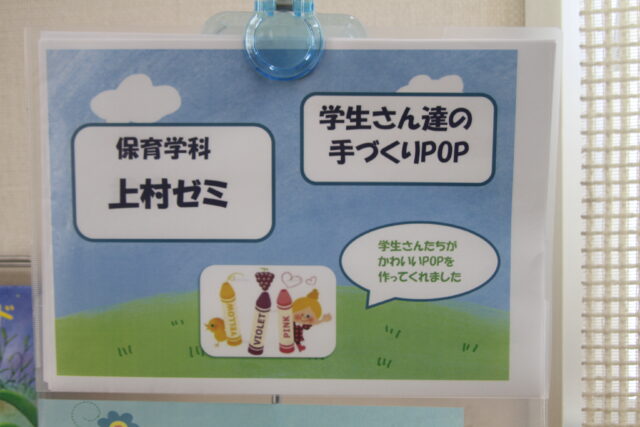 保育学科
上村ゼミ
学生さん達の
手づくりPOP
学生さんたちが
かわいいPOPを
作ってくれました
YELLOW
VIOLET
PINK